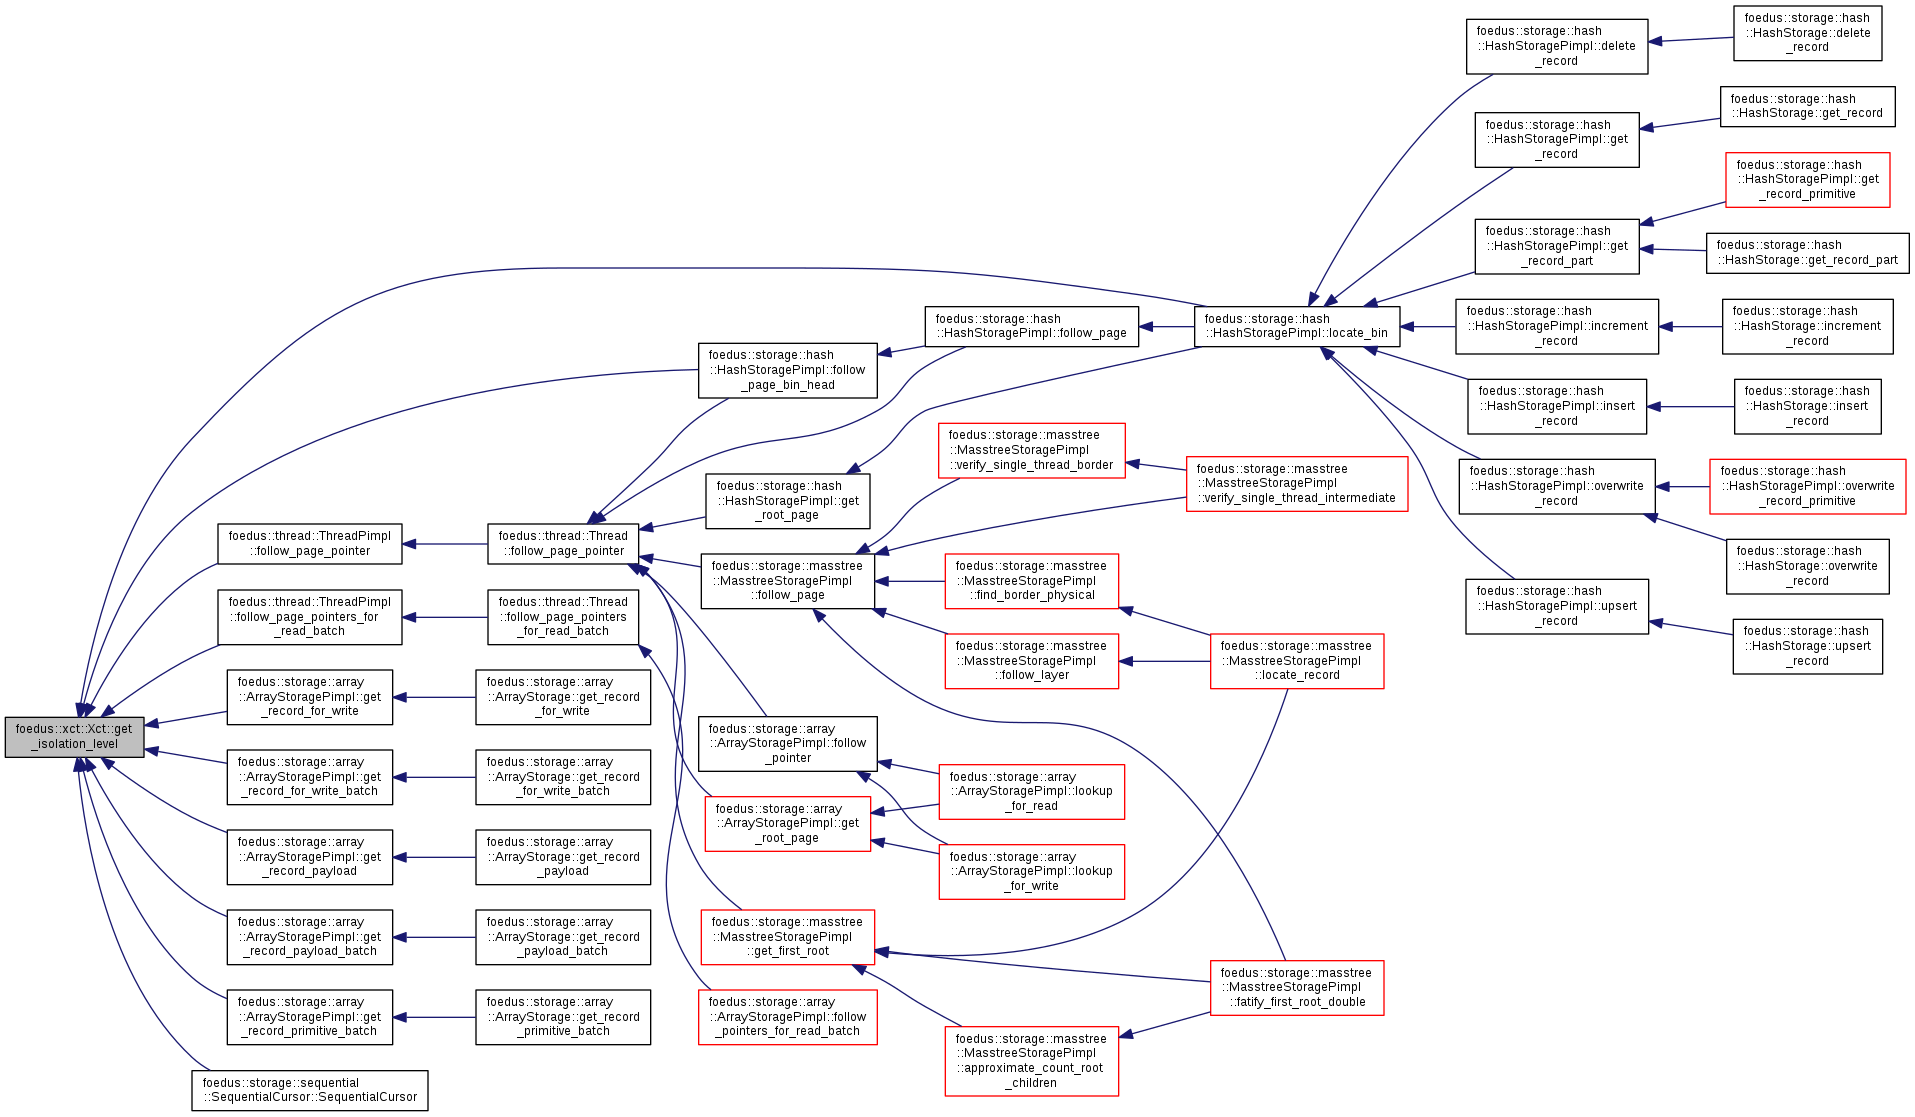 foedus::xct::Xct::get
_isolation_level
foedus::thread::ThreadPimpl
::follow_page_pointer
foedus::thread::ThreadPimpl
::follow_page_pointers_for
_read_batch
foedus::storage::array
::ArrayStoragePimpl::get
_record_for_write
foedus::storage::array
::ArrayStoragePimpl::get
_record_for_write_batch
foedus::storage::array
::ArrayStoragePimpl::get
_record_payload
foedus::storage::array
::ArrayStoragePimpl::get
_record_payload_batch
foedus::storage::array
::ArrayStoragePimpl::get
_record_primitive_batch
foedus::storage::sequential
::SequentialCursor::SequentialCursor
foedus::thread::Thread
::follow_page_pointer
foedus::thread::Thread
::follow_page_pointers
_for_read_batch
foedus::storage::array
::ArrayStorage::get_record
_for_write
foedus::storage::array
::ArrayStorage::get_record
_for_write_batch
foedus::storage::array
::ArrayStorage::get_record
_payload
foedus::storage::array
::ArrayStorage::get_record
_payload_batch
foedus::storage::array
::ArrayStorage::get_record
_primitive_batch
foedus::storage::hash
::HashStoragePimpl::follow
_page_bin_head
foedus::storage::hash
::HashStoragePimpl::get
_root_page
foedus::storage::masstree
::MasstreeStoragePimpl
::follow_page
foedus::storage::array
::ArrayStoragePimpl::follow
_pointer
foedus::storage::array
::ArrayStoragePimpl::get
_root_page
foedus::storage::masstree
::MasstreeStoragePimpl
::get_first_root
foedus::storage::array
::ArrayStoragePimpl::follow
_pointers_for_read_batch
foedus::storage::hash
::HashStoragePimpl::follow_page
foedus::storage::masstree
::MasstreeStoragePimpl
::verify_single_thread_border
foedus::storage::masstree
::MasstreeStoragePimpl
::find_border_physical
foedus::storage::masstree
::MasstreeStoragePimpl
::follow_layer
foedus::storage::array
::ArrayStoragePimpl::lookup
_for_read
foedus::storage::array
::ArrayStoragePimpl::lookup
_for_write
foedus::storage::masstree
::MasstreeStoragePimpl
::approximate_count_root
_children
foedus::storage::hash
::HashStoragePimpl::locate_bin
foedus::storage::masstree
::MasstreeStoragePimpl
::verify_single_thread_intermediate
foedus::storage::masstree
::MasstreeStoragePimpl
::locate_record
foedus::storage::masstree
::MasstreeStoragePimpl
::fatify_first_root_double
foedus::storage::hash
::HashStoragePimpl::delete
_record
foedus::storage::hash
::HashStoragePimpl::get
_record
foedus::storage::hash
::HashStoragePimpl::get
_record_part
foedus::storage::hash
::HashStoragePimpl::increment
_record
foedus::storage::hash
::HashStoragePimpl::insert
_record
foedus::storage::hash
::HashStoragePimpl::overwrite
_record
foedus::storage::hash
::HashStoragePimpl::upsert
_record
foedus::storage::hash
::HashStorage::delete
_record
foedus::storage::hash
::HashStorage::get_record
foedus::storage::hash
::HashStoragePimpl::get
_record_primitive
foedus::storage::hash
::HashStorage::get_record_part
foedus::storage::hash
::HashStorage::increment
_record
foedus::storage::hash
::HashStorage::insert
_record
foedus::storage::hash
::HashStoragePimpl::overwrite
_record_primitive
foedus::storage::hash
::HashStorage::overwrite
_record
foedus::storage::hash
::HashStorage::upsert
_record